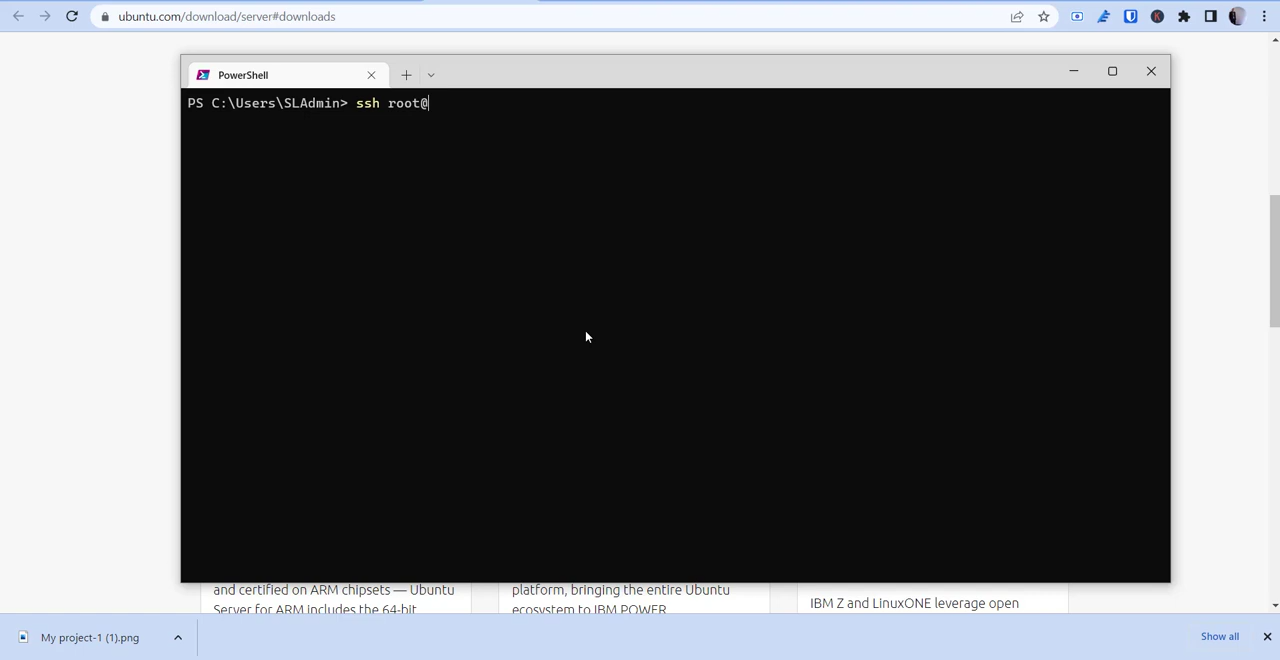 ubuntu.com/download/server#downloads
PowerShell
PS C:\Users\SLAdmin> ssh root@
and certified on ARM chipsets — Ubuntu
Server for ARM includes the 64-bit
platform, bringing the entire Ubuntu
ecosystem to IBM POWER
IBM Z and LinuxONE leverage open
My project-1 (1).png
Show all